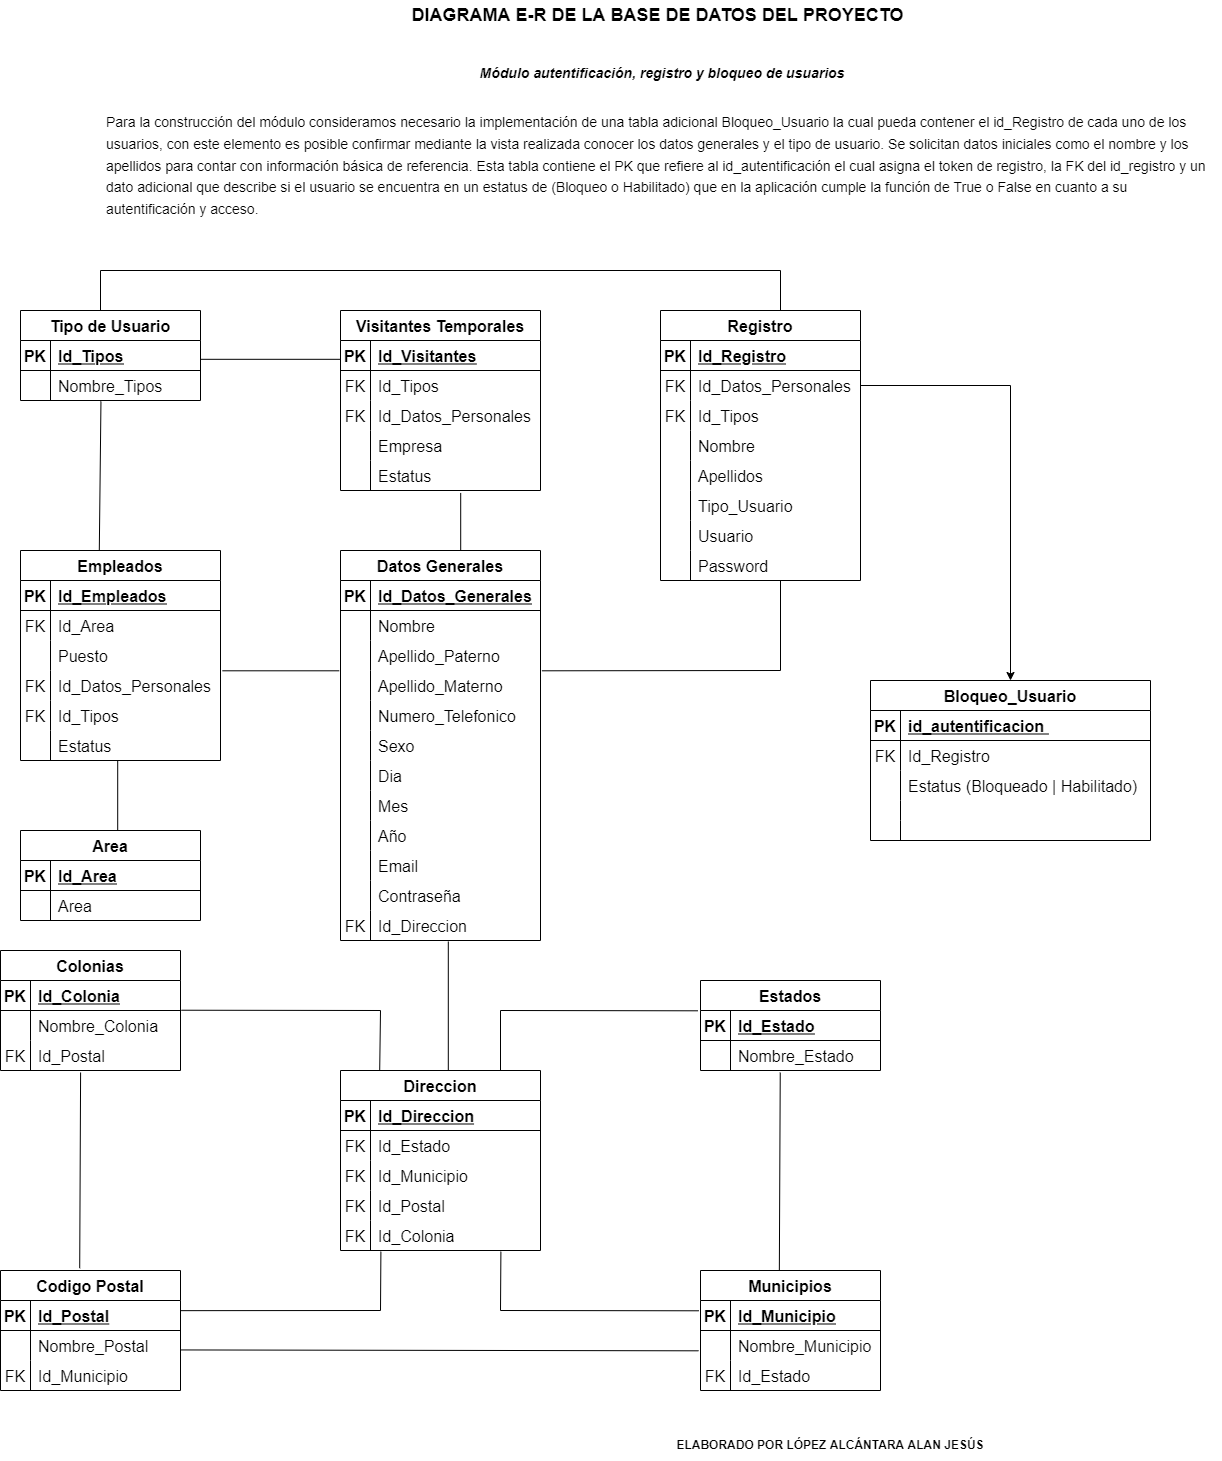 DIAGRAMA E-R DE LA BASE DE DATOS DEL PROYECTO
Módulo autentificación, registro y bloqueo de usuarios
Para la construcción del módulo consideramos necesario la implementación de una tabla adicional Bloqueo_Usuario la cual pueda contener el id_Registro de cada uno de los
usuarios, con este elemento es posible confirmar mediante la vista realizada conocer los datos generales y el tipo de usuario. Se solicitan datos iniciales como el nombre y los
apellidos para contar con información básica de referencia. Esta tabla contiene el PK que refiere al id_autentificación el cual asigna el token de registro, la FK del id_registro y un
dato adicional que describe si el usuario se encuentra en un estatus de (Bloqueo o Habilitado) que en la aplicación cumple la función de True o False en cuanto a su
autentificación y acceso.
Tipo de Usuario
PK Id_Tipos
Nombre_Tipos
Visitantes Temporales
PK Id_Visitantes
FK Id_Tipos
FK Id_Datos_Personales
Empresa
Estatus
Registro
PK Id_Registro
FK Id_Datos_Personales
FK Id_Tipos
Nombre
Apellidos
Tipo_Usuario
Usuario
Password
Empleados
PK Id_Empleados
FK Id_Area
Puesto
FK Id_Datos_Personales
FK Id_Tipos
Estatus
Datos Generales
PK Id_Datos_Generales
Nombre
Apellido_Paterno
Apellido_Materno
Numero_Telefonico
Sexo
Dia
Mes
Año
Email
Contraseña
FK Id_Direccion
Bloqueo_Usuario
PK id_autentificacion
FK Id_Registro
Estatus (Bloqueado | Habilitado)
Area
PK Id_Area
Area
Colonias
PK Id_Colonia
Nombre_Colonia
FK Id_Postal
Estados
PK Id_Estado
Nombre_Estado
Direccion
PK Id_Direccion
FK Id_Estado
FK Id_Municipio
FK Id_Postal
FK Id_Colonia
Codigo Postal
PK Id_Postal
Nombre_Postal
FK Id_Municipio
Municipios
PK Id_Municipio
Nombre_Municipio
FK Id_Estado
ELABORADO POR LÓPEZ ALCÁNTARA ALAN JESÚS